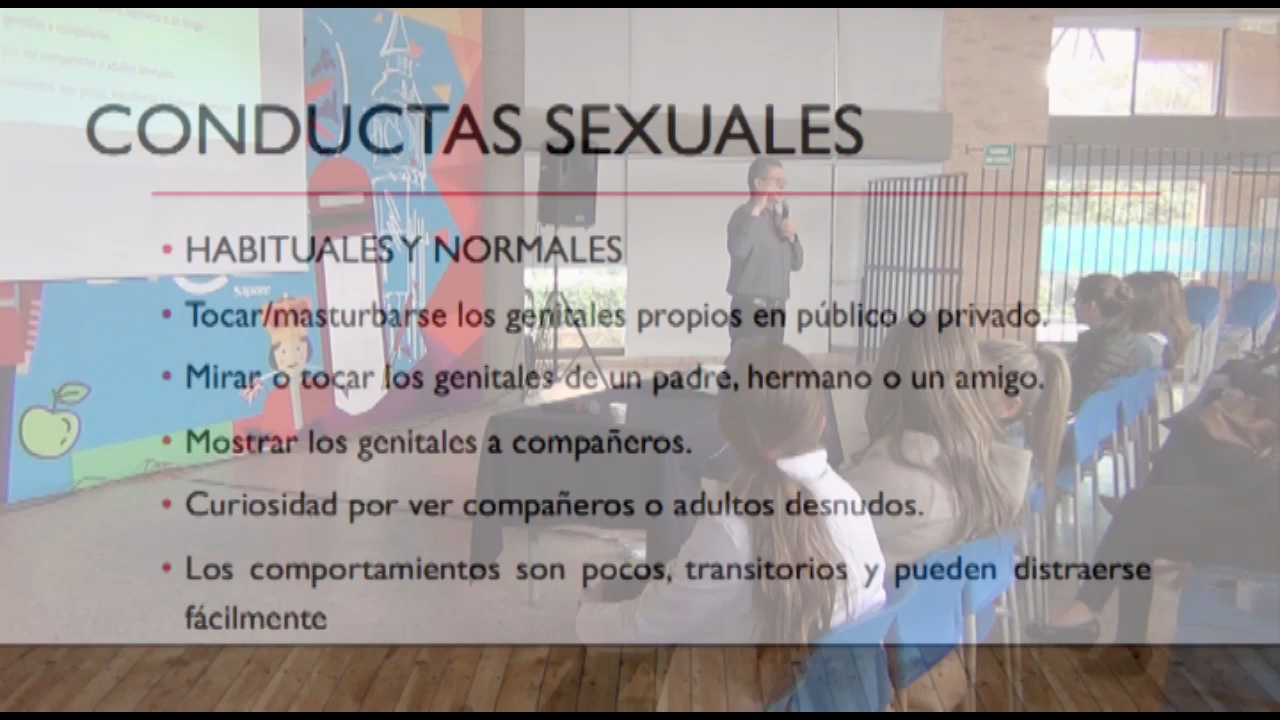 CONDUCTAS SEXUALES
• HABITUALES Y NORMALES
• Tocar/masturbarse los genitales propios en público o privado.
• Mirar o tocar los genitales de un padre, hermano o un amigo.
• Mostrar los genitales a compañeros.
• Curiosidad por ver compañeros o adultos desnudos.
• Los comportamientos son pocos, transitorios y pueden distraerse
fácilmente